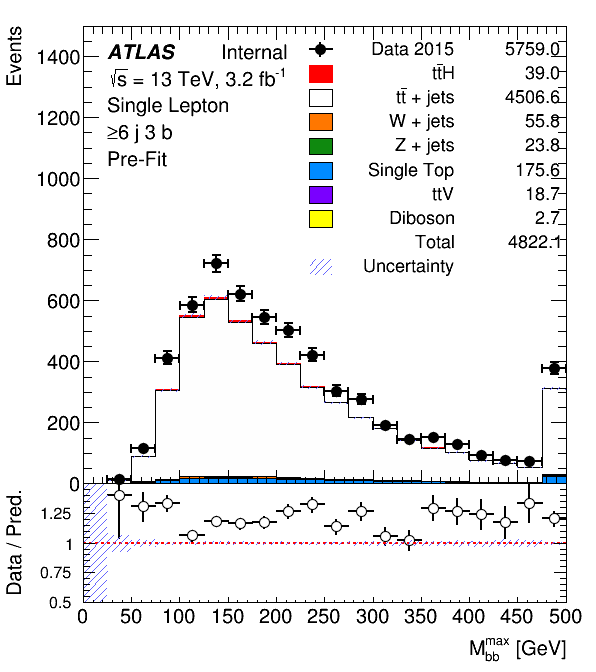 Events
1400
1200
1000
800
600
400
200
0
ATLAS Internal
√s = 13 TeV, 3.2 fb⁻¹
Single Lepton
≥6 j 3 b
Pre-Fit
Data 2015 5759.0
tt̄H 39.0
tt̄ + jets 4506.6
W + jets 55.8
Z + jets 23.8
Single Top 175.6
ttV 18.7
Diboson 2.7
Total 4822.1
Uncertainty
Data / Pred.
1.25
1
0.75
0.5
0 50 100 150 200 250 300 350 400 450 500
M_bb^max [GeV]